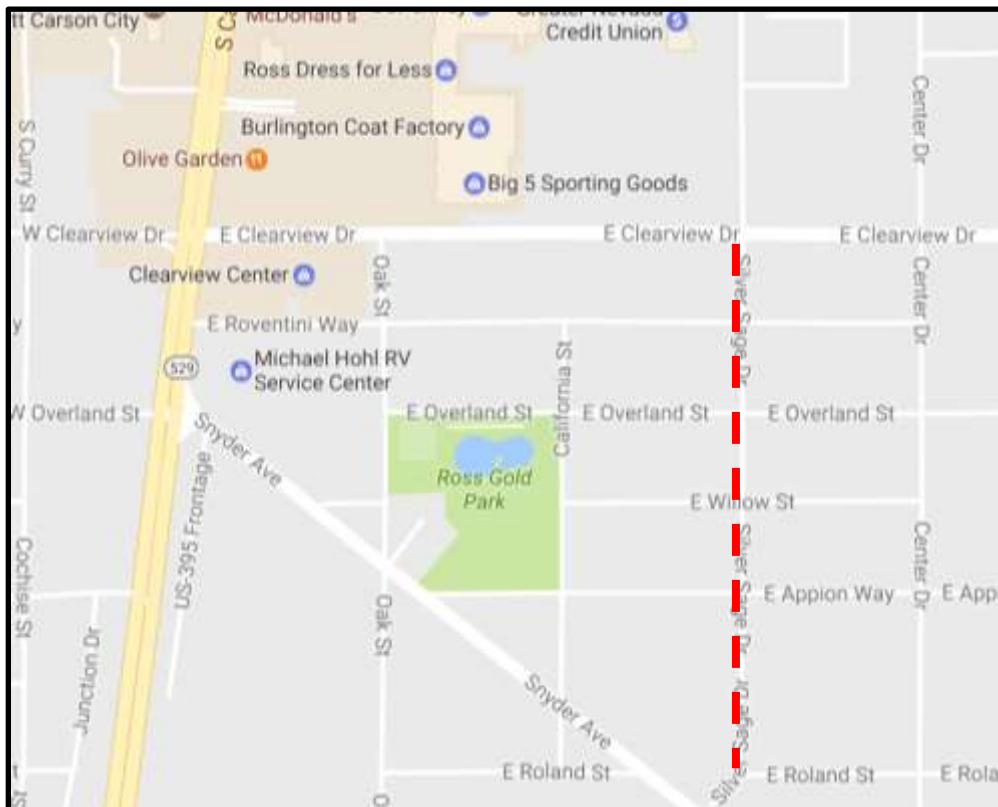 tt Carson City
McDonald's
Credit Union
Ross Dress for Less
Center Dr
Burlington Coat Factory
S Curry St
Olive Garden
Big 5 Sporting Goods
W Clearview Dr
E Clearview Dr
E Clearview Dr
E Clearview Dr
Clearview Center
Oak St
Silver Sage Dr
Center Dr
y
E Roventini Way
529
Michael Hohl RV
Service Center
California St
W Overland St
E Overland St
E Overland St
E Overland St
Snyder Ave
US-395 Frontage
Ross Gold
Park
E Willow St
Silver Sage Dr
Center Dr
Cochise St
Oak St
E Appion Way
E App
Junction Dr
Snyder Ave
E Roland St
E Roland St
E Rola